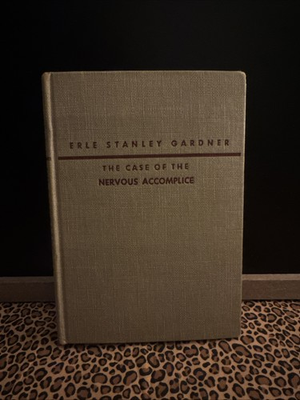 ERLE STANLEY GARDNER
THE CASE OF THE
NERVOUS ACCOMPLICE